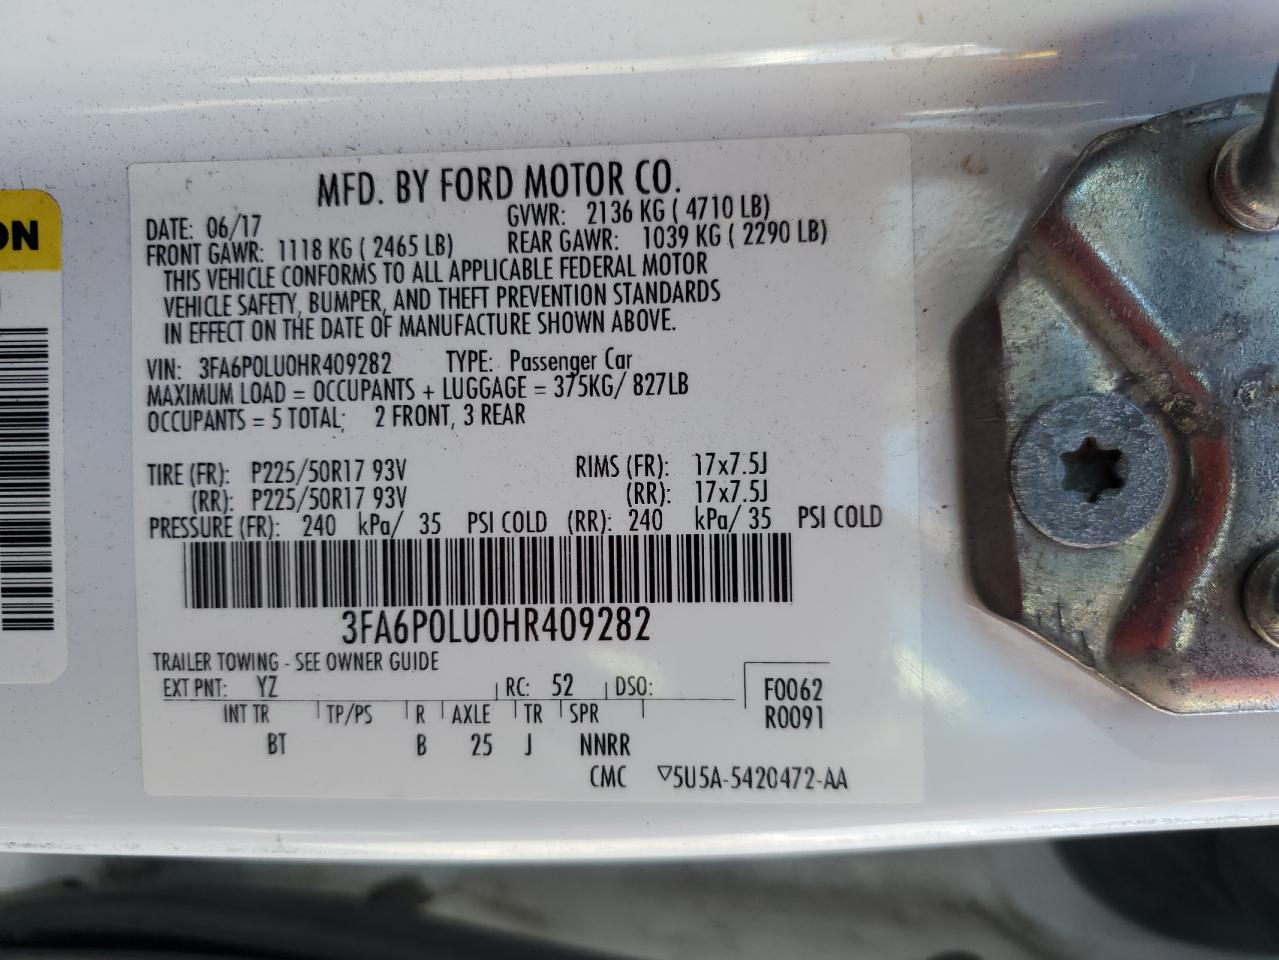 MFD. BY FORD MOTOR CO.
DATE: 06/17 GVWR: 2136 KG ( 4710 LB)
FRONT GAWR: 1118 KG ( 2465 LB) REAR GAWR: 1039 KG ( 2290 LB)
THIS VEHICLE CONFORMS TO ALL APPLICABLE FEDERAL MOTOR
VEHICLE SAFETY, BUMPER, AND THEFT PREVENTION STANDARDS
IN EFFECT ON THE DATE OF MANUFACTURE SHOWN ABOVE.
VIN: 3FA6P0LU0HR409282 TYPE: Passenger Car
MAXIMUM LOAD = OCCUPANTS + LUGGAGE = 375KG/ 827LB
OCCUPANTS = 5 TOTAL; 2 FRONT, 3 REAR
TIRE (FR): P225/50R17 93V RIMS (FR): 17x7.5J
(RR): P225/50R17 93V (RR): 17x7.5J
PRESSURE (FR): 240 kPa/ 35 PSI COLD (RR): 240 kPa/ 35 PSI COLD
3FA6P0LU0HR409282
TRAILER TOWING - SEE OWNER GUIDE
EXT PNT: YZ RC: 52 DSO: F0062
INT TR TP/PS R AXLE TR SPR R0091
BT B 25 J NNRR
CMC ▽5U5A-5420472-AA
ON